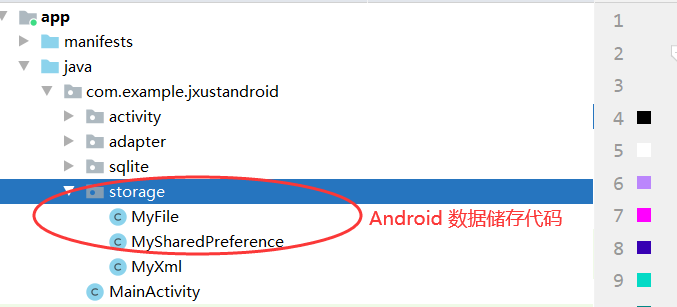 app
manifests
java
com.example.jxustandroid
activity
adapter
sqlite
storage
MyFile
MySharedPreference
MyXml
MainActivity
Android 数据储存代码
1
2
3
4
5
6
7
8
9